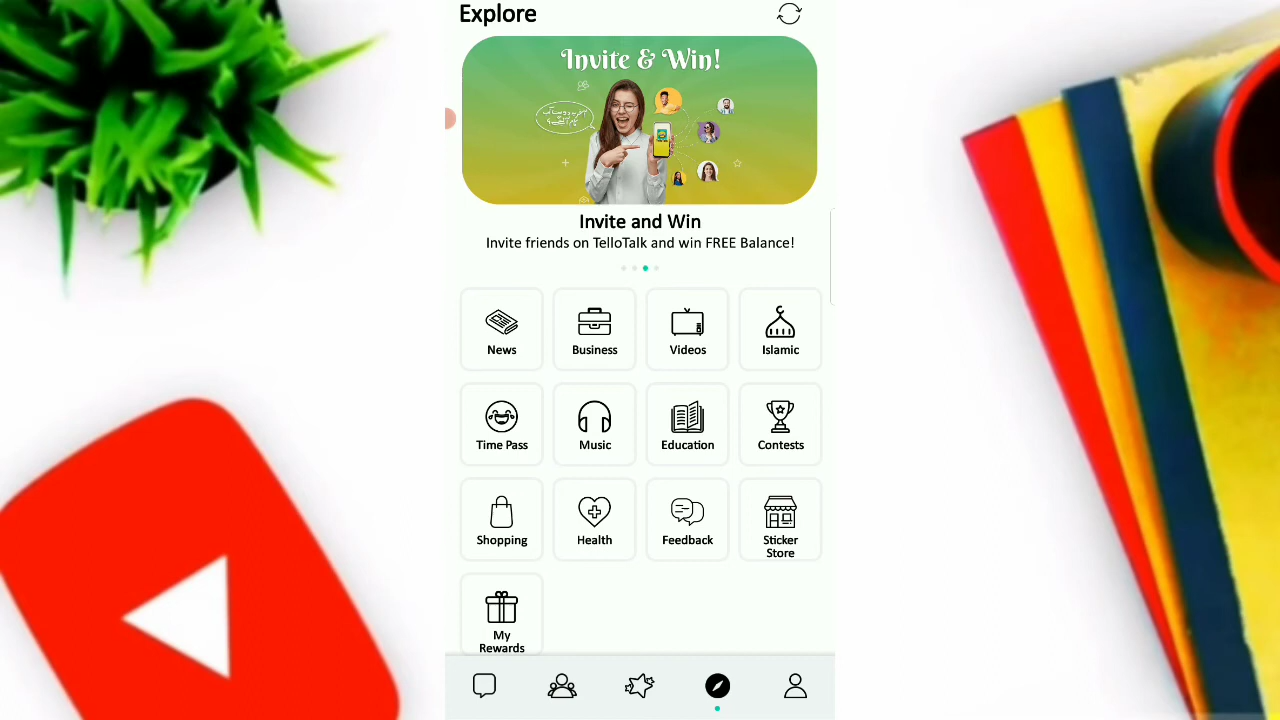 Explore
Invite & Win!
Invite and Win
Invite friends on TelloTalk and win FREE Balance!
News
Business
Videos
Islamic
Time Pass
Music
Education
Contests
Shopping
Health
Feedback
Sticker
Store
My
Rewards